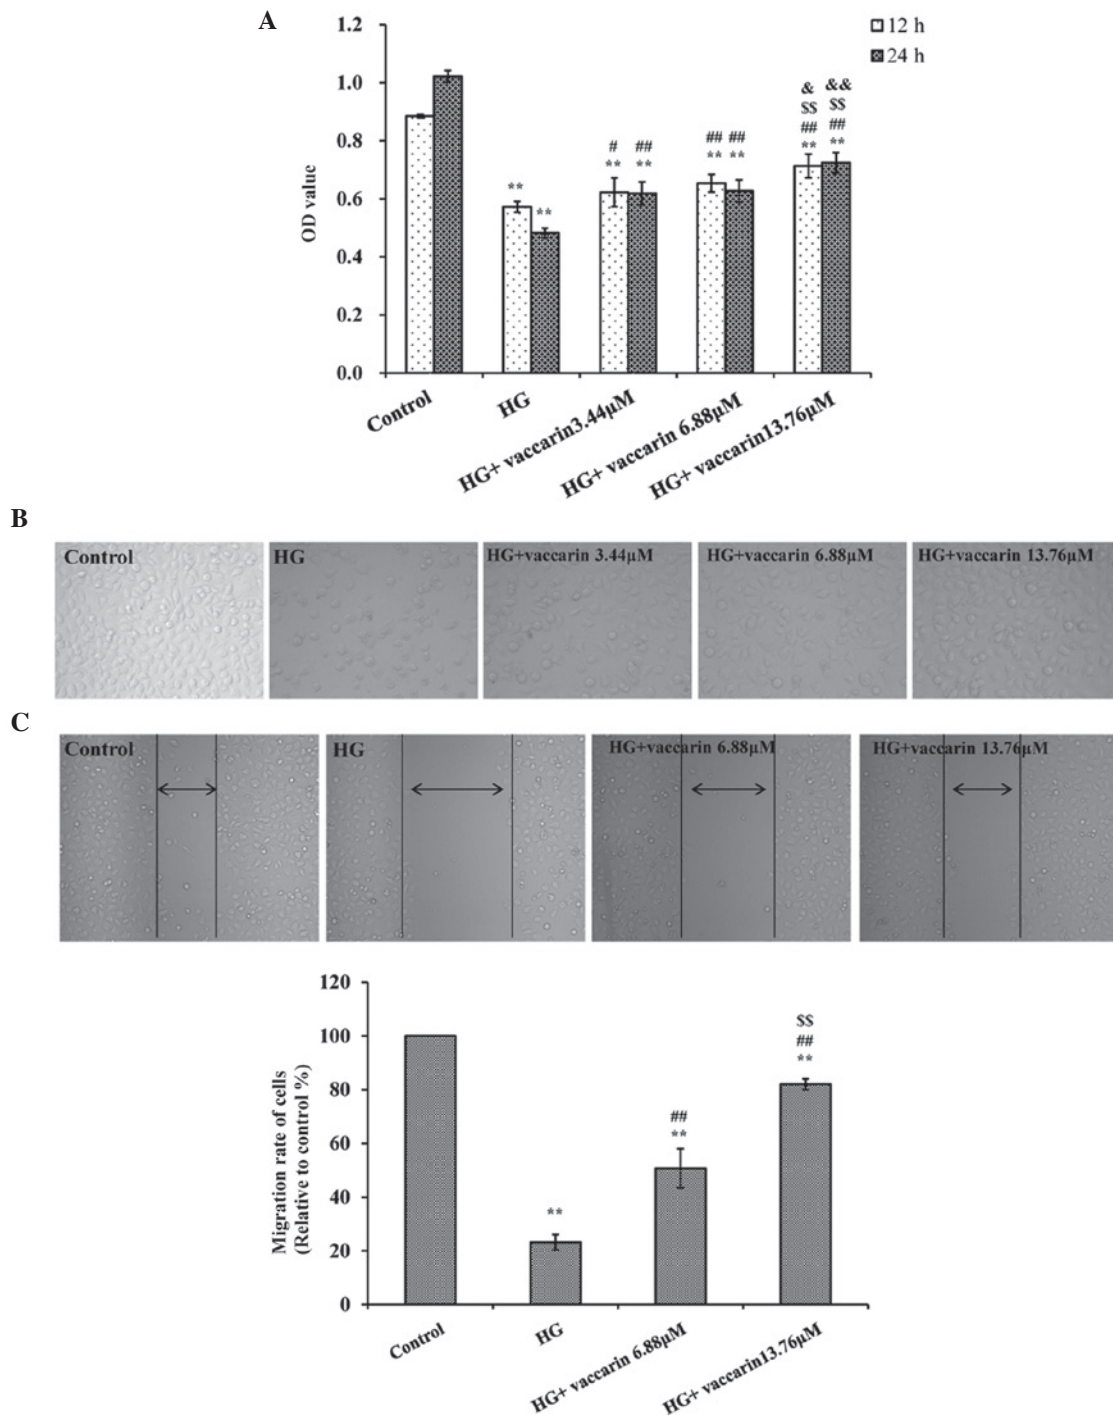 A
1.2
1.0
0.8
0.6
0.4
0.2
0.0
OD value
12 h
24 h
**
**
#
**
##
**
##
**
##
**
&
$$
##
**
&&
$$
##
**
Control
HG
HG+ vaccarin3.44μM
HG+ vaccarin 6.88μM
HG+ vaccarin13.76μM
B
Control
HG
HG+vaccarin 3.44μM
HG+vaccarin 6.88μM
HG+vaccarin 13.76μM
C
Control
HG
HG+vaccarin 6.88μM
HG+vaccarin 13.76μM
120
100
80
60
40
20
0
Migration rate of cells
(Relative to control %)
**
##
**
$$
##
**
Control
HG
HG+ vaccarin 6.88μM
HG+ vaccarin13.76μM